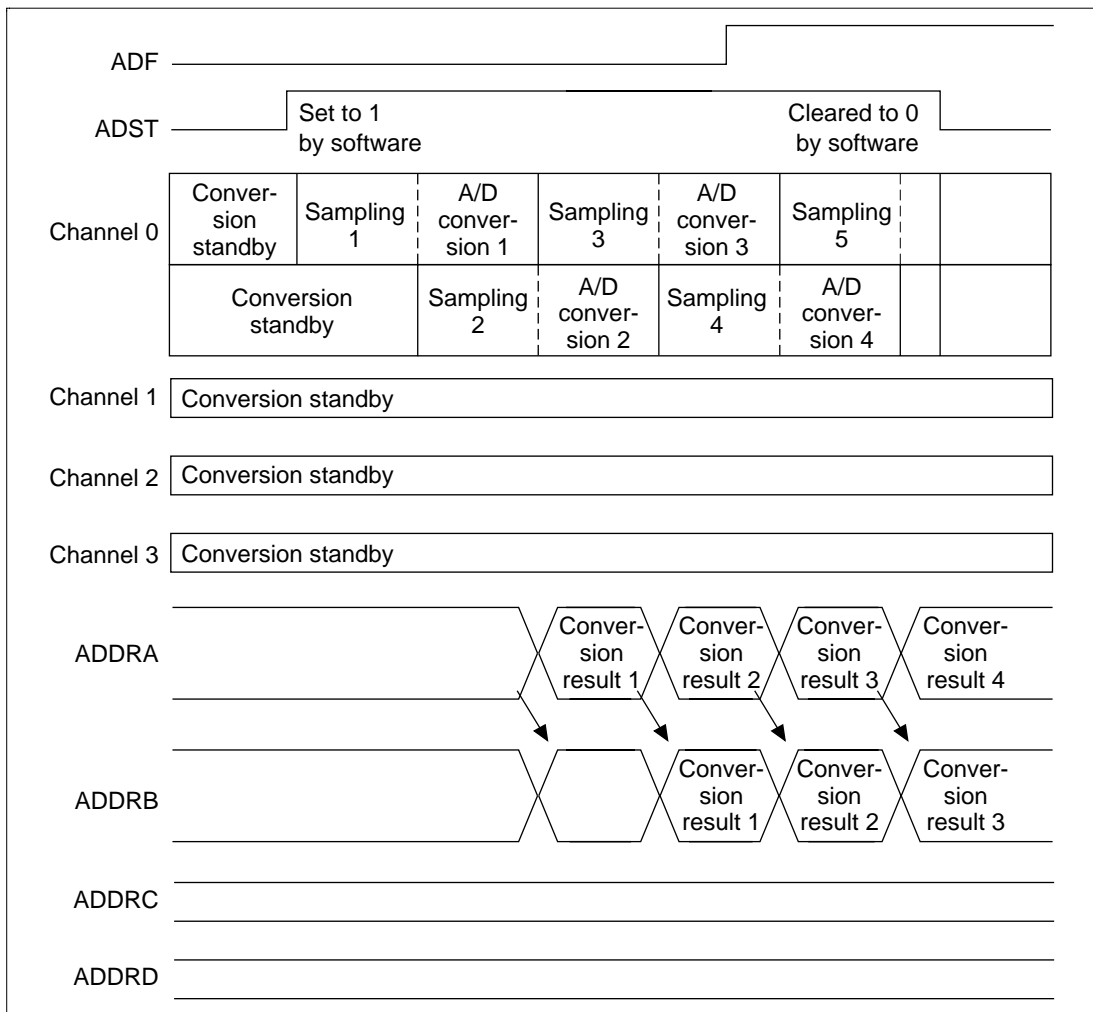 ADF
ADST
Set to 1
by software
Cleared to 0
by software
Channel 0
Conver-
sion
standby
Sampling
1
A/D
conver-
sion 1
Sampling
3
A/D
conver-
sion 3
Sampling
5
Conversion
standby
Sampling
2
A/D
conver-
sion 2
Sampling
4
A/D
conver-
sion 4
Channel 1
Conversion standby
Channel 2
Conversion standby
Channel 3
Conversion standby
ADDRA
Conver-
sion
result 1
Conver-
sion
result 2
Conver-
sion
result 3
Conver-
sion
result 4
ADDRB
Conver-
sion
result 1
Conver-
sion
result 2
Conver-
sion
result 3
ADDRC
ADDRD